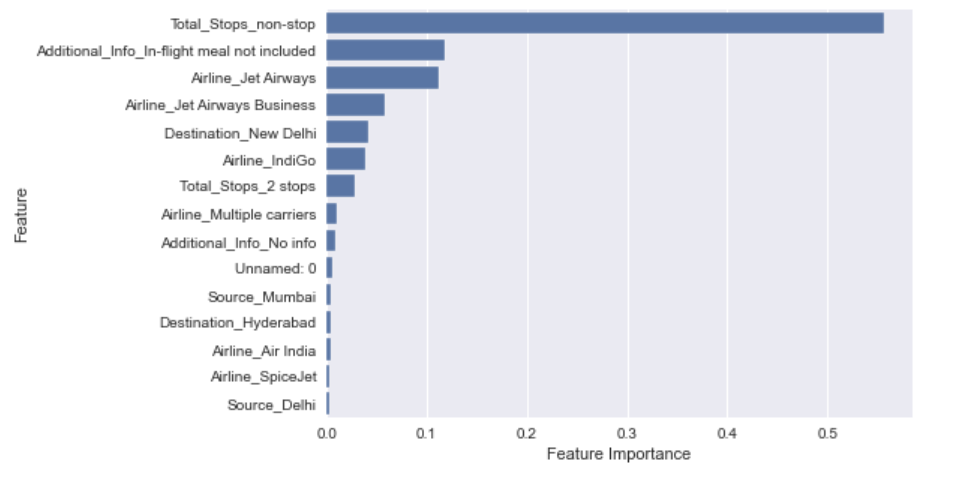 Total_Stops_non-stop
Additional_Info_In-flight meal not included
Airline_Jet Airways
Airline_Jet Airways Business
Destination_New Delhi
Airline_IndiGo
Total_Stops_2 stops
Airline_Multiple carriers
Additional_Info_No info
Unnamed: 0
Source_Mumbai
Destination_Hyderabad
Airline_Air India
Airline_SpiceJet
Source_Delhi
Feature
0.0 0.1 0.2 0.3 0.4 0.5
Feature Importance